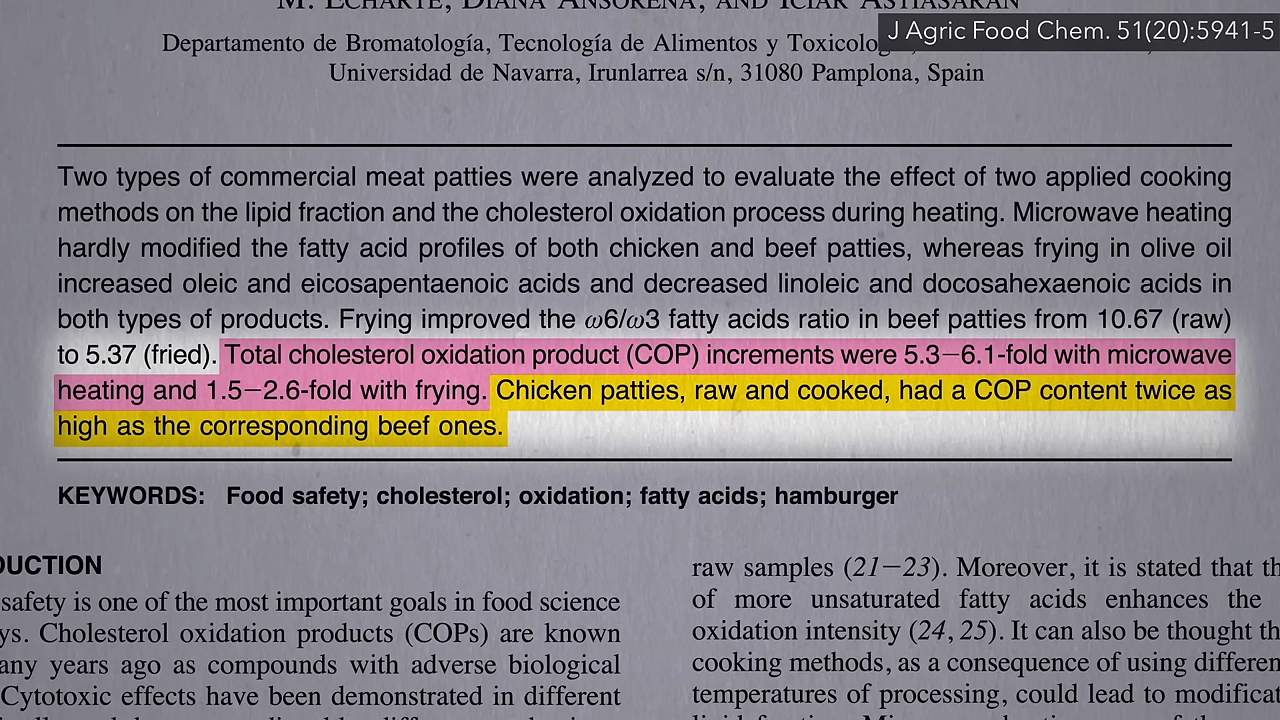 M. ECHARTE, DIANA ANSORENA, AND ICIAR ASTIASARÁN
J Agric Food Chem. 51(20):5941-5
Departamento de Bromatología, Tecnología de Alimentos y
Universidad de Navarra, Irunlarrea s/n, 31080 Pamplona, Spain
Two types of commercial meat patties were analyzed to evaluate the effect of two applied cooking
methods on the lipid fraction and the cholesterol oxidation process during heating. Microwave heating
hardly modified the fatty acid profiles of both chicken and beef patties, whereas frying in olive oil
increased oleic and eicosapentaenoic acids and decreased linoleic and docosahexaenoic acids in
both types of products. Frying improved the ω6/ω3 fatty acids ratio in beef patties from 10.67 (raw)
to 5.37 (fried). Total cholesterol oxidation product (COP) increments were 5.3–6.1-fold with microwave
heating and 1.5–2.6-fold with frying. Chicken patties, raw and cooked, had a COP content twice as
high as the corresponding beef ones.
KEYWORDS: Food safety; cholesterol; oxidation; fatty acids; hamburger
DUCTION
safety is one of the most important goals in food science
ys. Cholesterol oxidation products (COPs) are known
any years ago as compounds with adverse biological
Cytotoxic effects have been demonstrated in different
raw samples (21–23). Moreover, it is stated that th
of more unsaturated fatty acids enhances the
oxidation intensity (24, 25). It can also be thought th
cooking methods, as a consequence of using differen
temperatures of processing, could lead to modificat